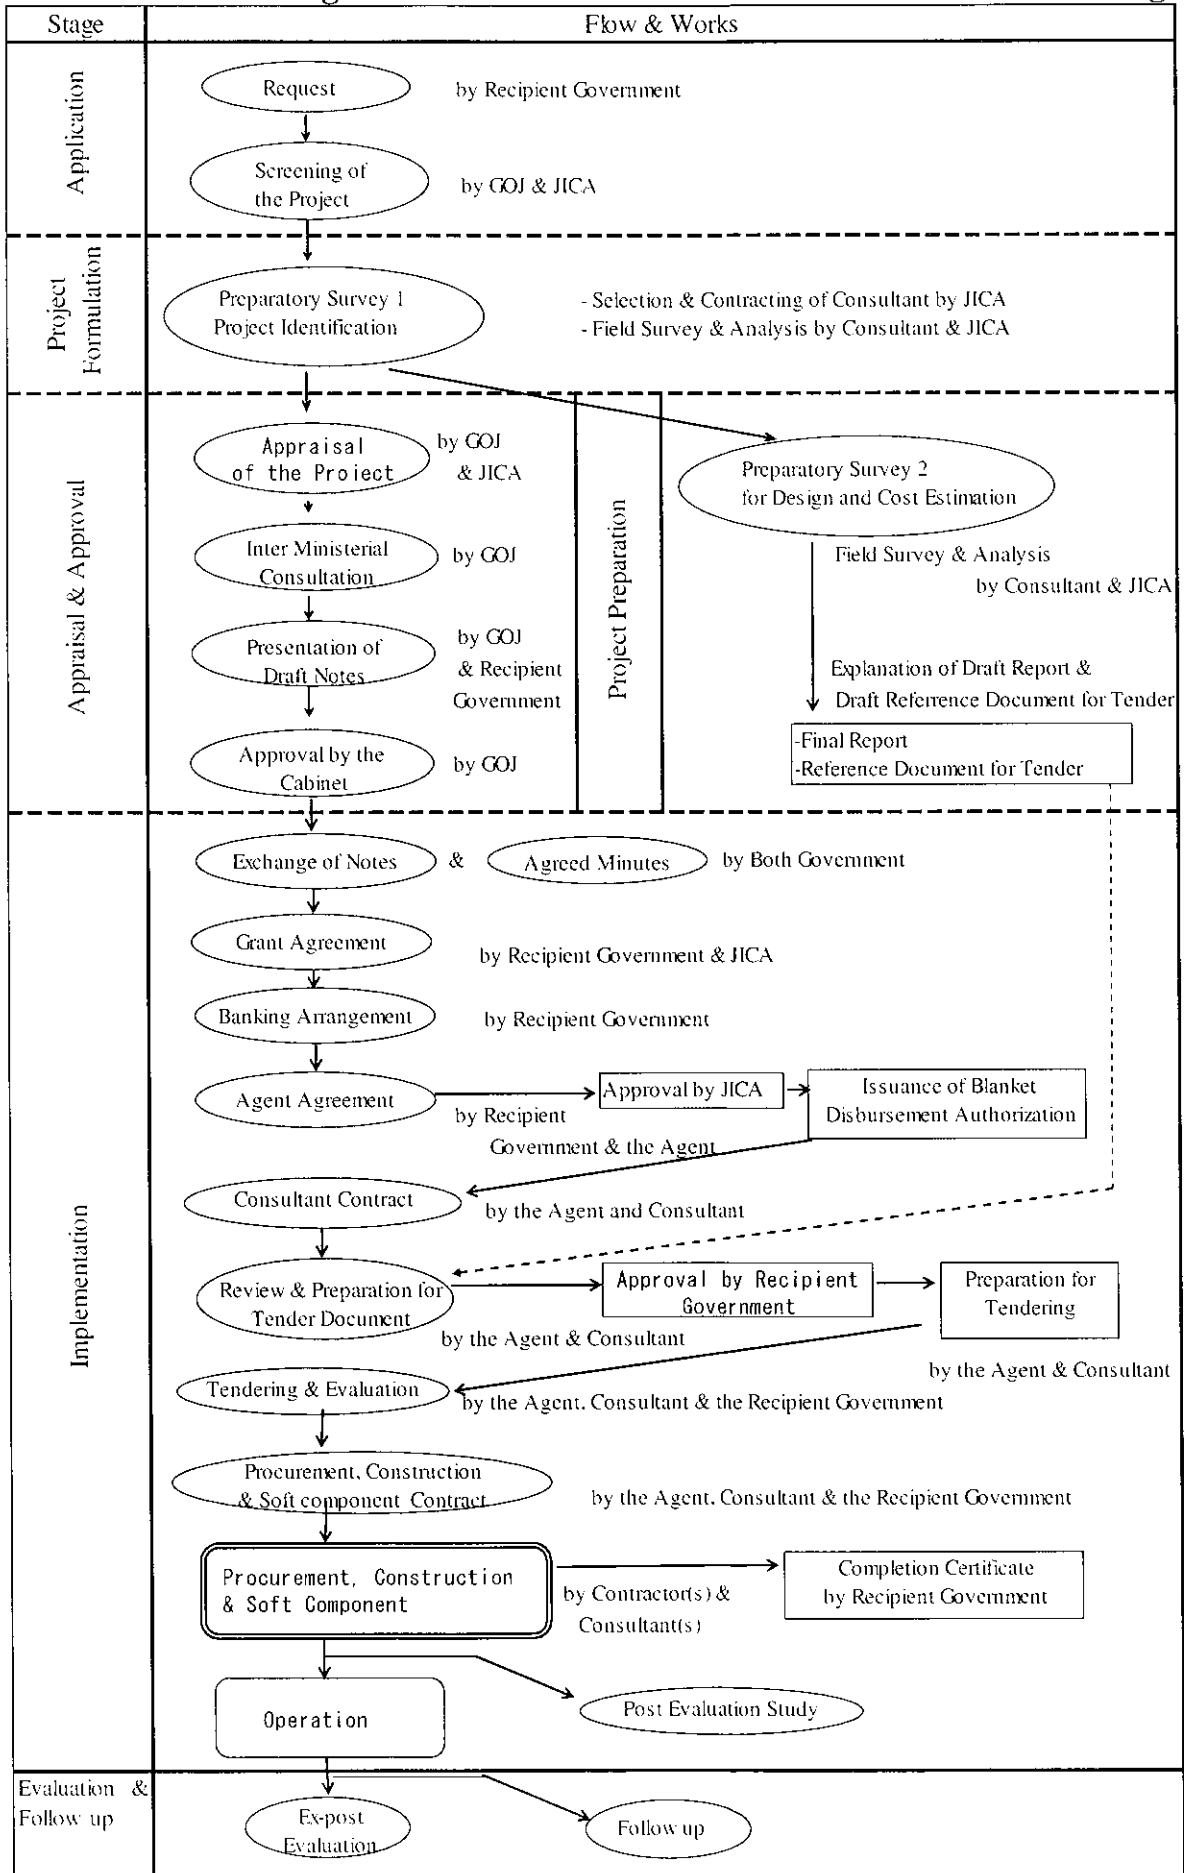 Stage
Flow & Works
Application
Request
by Recipient Government
Screening of
the Project
by GOJ & JICA
Project
Formulation
Preparatory Survey 1
Project Identification
- Selection & Contracting of Consultant by JICA
- Field Survey & Analysis by Consultant & JICA
Appraisal & Approval
Appraisal
of the Project
by GOJ
& JICA
Inter Ministerial
Consultation
by GOJ
Presentation of
Draft Notes
by GOJ
& Recipient
Government
Approval by the
Cabinet
by GOJ
Project Preparation
Preparatory Survey 2
for Design and Cost Estimation
Field Survey & Analysis
by Consultant & JICA
Explanation of Draft Report &
Draft Referrence Document for Tender
-Final Report
-Reference Document for Tender
Implementation
Exchange of Notes
&
Agreed Minutes
by Both Government
Grant Agreement
by Recipient Government & JICA
Banking Arrangement
by Recipient Government
Agent Agreement
by Recipient
Government & the Agent
Approval by JICA
Issuance of Blanket
Disbursement Authorization
Consultant Contract
by the Agent and Consultant
Review & Preparation for
Tender Document
by the Agent & Consultant
Approval by Recipient
Government
Preparation for
Tendering
by the Agent & Consultant
Tendering & Evaluation
by the Agent, Consultant & the Recipient Government
Procurement, Construction
& Soft component Contract
by the Agent, Consultant & the Recipient Government
Procurement, Construction
& Soft Component
by Contractor(s) &
Consultant(s)
Completion Certificate
by Recipient Government
Operation
Post Evaluation Study
Evaluation &
Follow up
Ex-post
Evaluation
Follow up